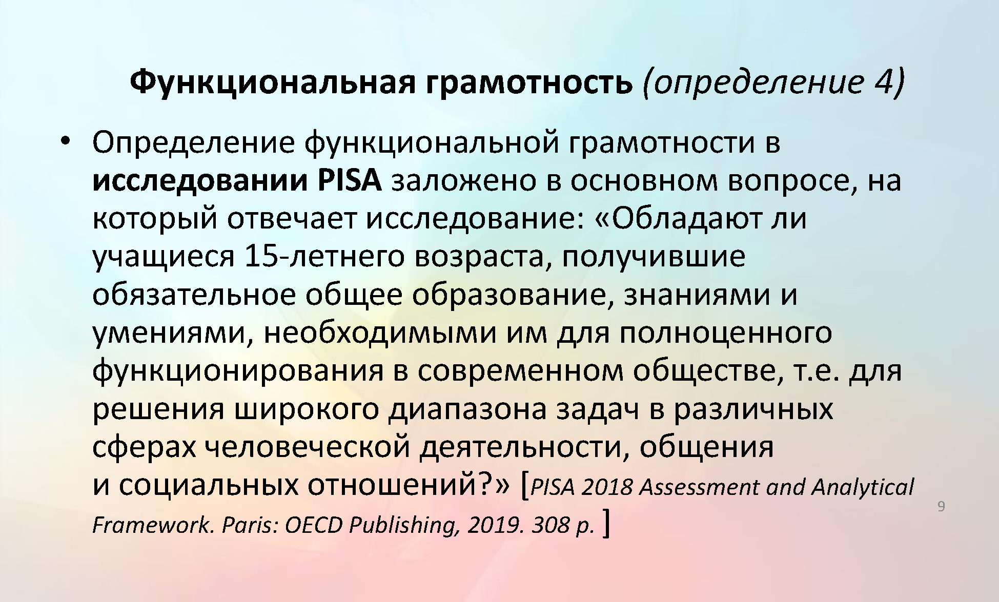 Функциональная грамотность (определение 4)
• Определение функциональной грамотности в
исследовании PISA заложено в основном вопросе, на
который отвечает исследование: «Обладают ли
учащиеся 15-летнего возраста, получившие
обязательное общее образование, знаниями и
умениями, необходимыми им для полноценного
функционирования в современном обществе, т.е. для
решения широкого диапазона задач в различных
сферах человеческой деятельности, общения
и социальных отношений?» [PISA 2018 Assessment and Analytical
Framework. Paris: OECD Publishing, 2019. 308 p. ]
9